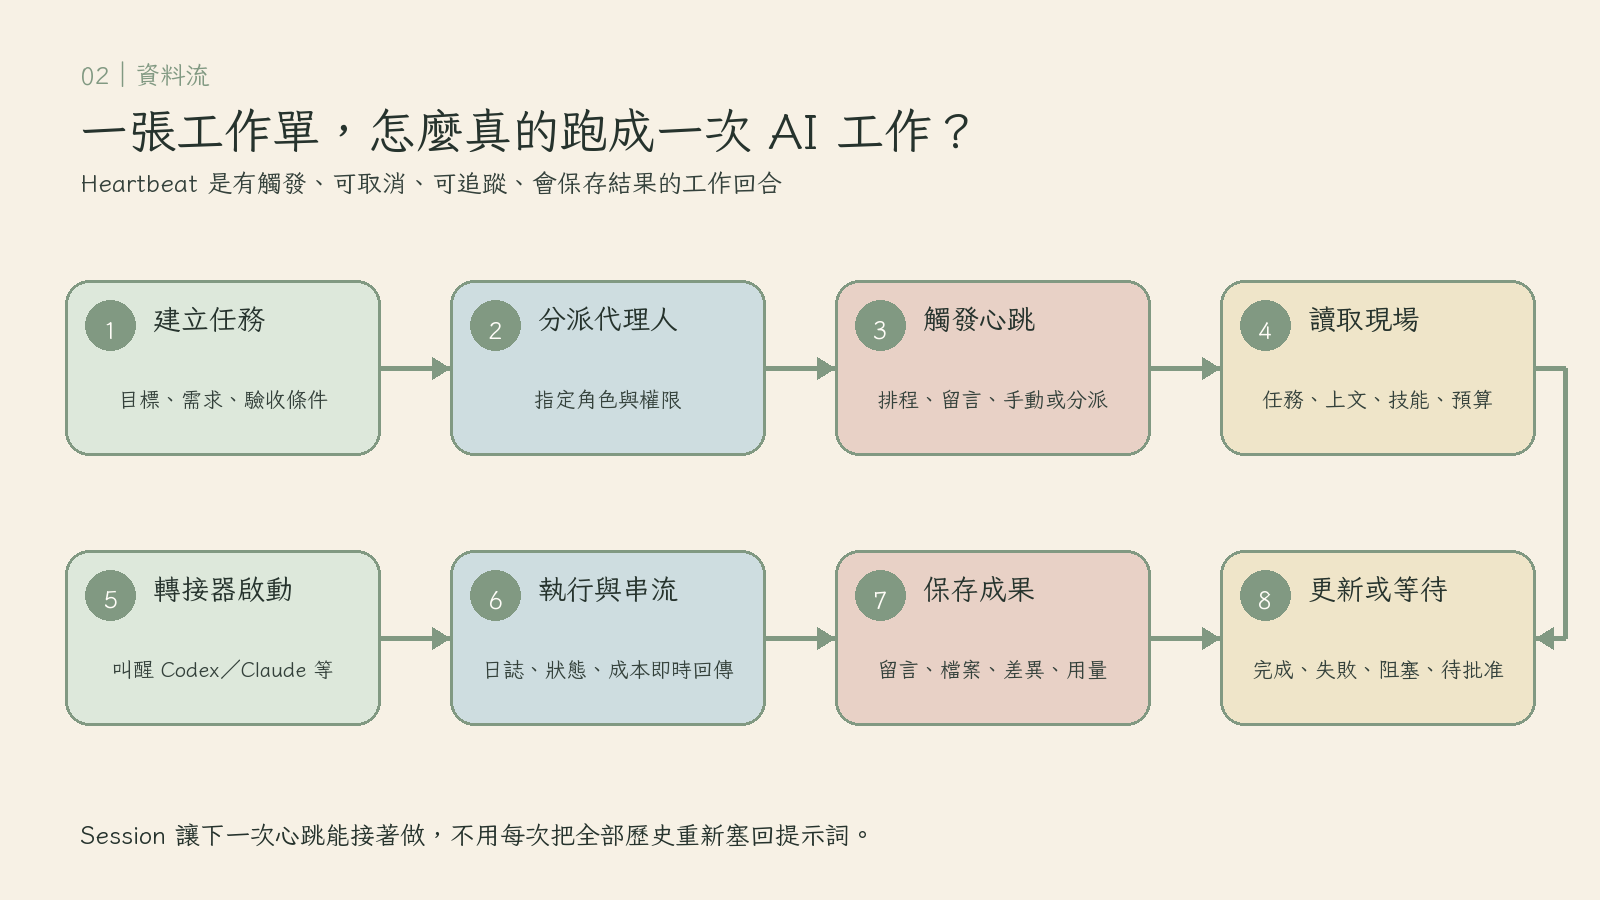 02｜資料流
一張工作單，怎麼真的跑成一次 AI 工作？
Heartbeat 是有觸發、可取消、可追蹤、會保存結果的工作回合
1 建立任務
目標、需求、驗收條件
2 分派代理人
指定角色與權限
3 觸發心跳
排程、留言、手動或分派
4 讀取現場
任務、上文、技能、預算
5 轉接器啟動
叫醒 Codex／Claude 等
6 執行與串流
日誌、狀態、成本即時回傳
7 保存成果
留言、檔案、差異、用量
8 更新或等待
完成、失敗、阻塞、待批准
Session 讓下一次心跳能接著做，不用每次把全部歷史重新塞回提示詞。